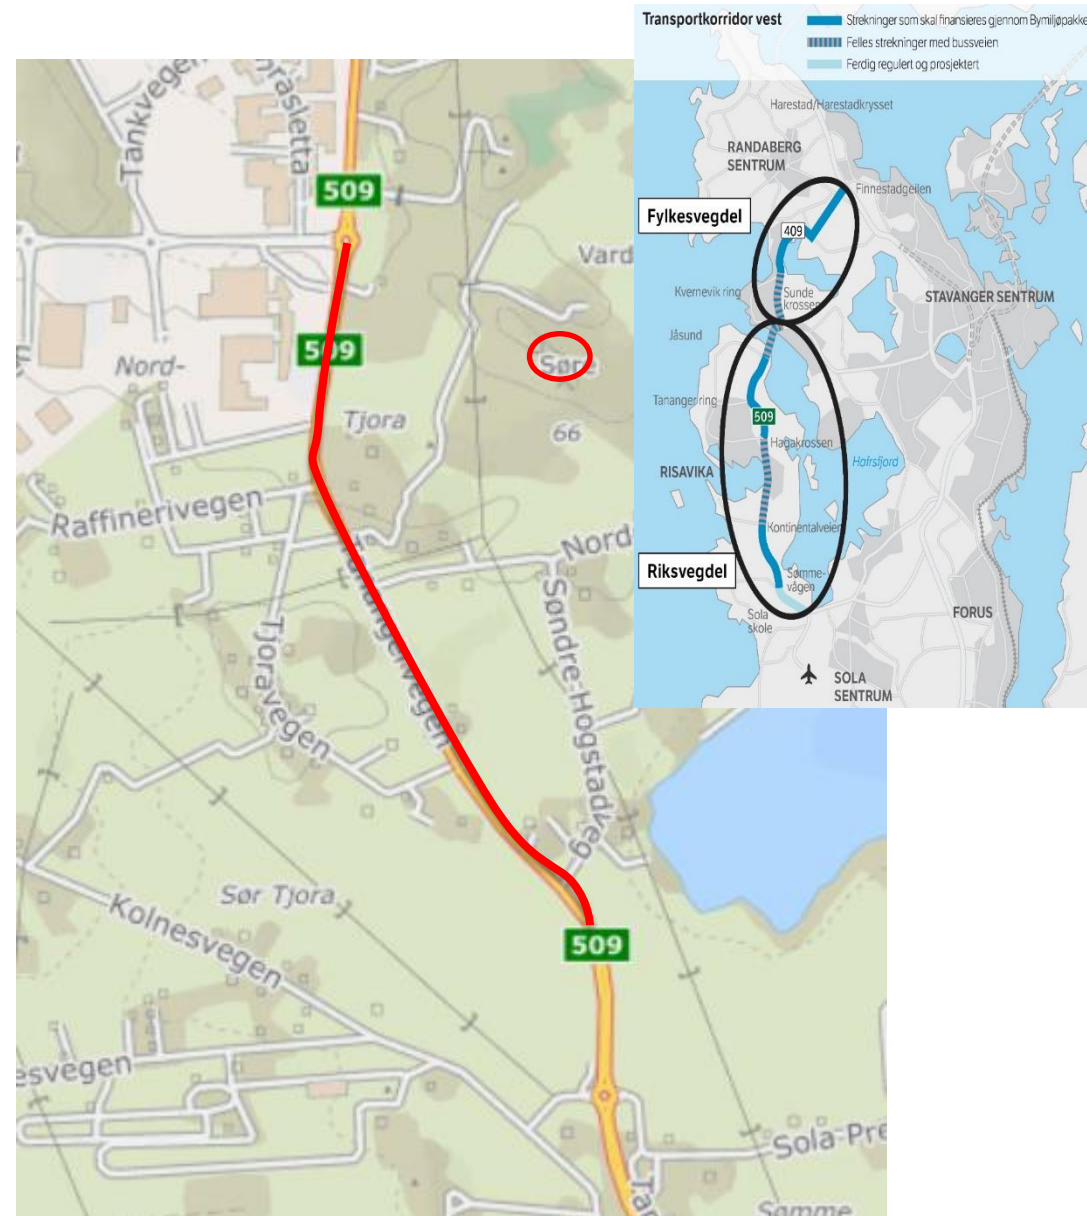 Transportkorridor vest
Strekninger som skal finansieres gjennom Bymiljøpakke
Felles strekninger med bussveien
Ferdig regulert og prosjektert
Harestad/Harestadkrysset
RANDABERG
SENTRUM
Finnestadgeilen
Fylkesvegdel
409
Kvernevik ring
Sunde
krossen
STAVANGER SENTRUM
Jåsund
Tananger ring
509
Hagakrossen
Hafrsfjord
RISAVIKA
Kontinentalveien
Riksvegdel
Sømme-
vågen
Sola
skole
FORUS
SOLA
SENTRUM
Tankvegen
509
Vard
509
Nord-
Søre
Tjora
66
Raffinerivegen
Nord
Tjoravegen
Søndre-Hogstadveg
Sør Tjora
Kolnesvegen
509
esvegen
Sola-Pre
Ta
Sømme